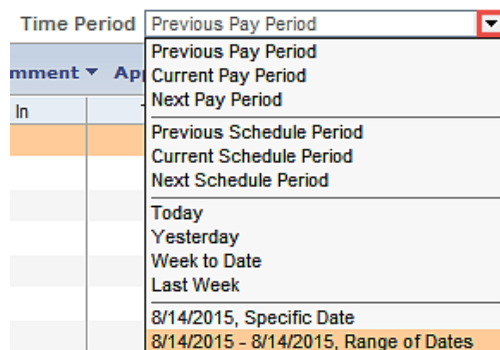 Time Period Previous Pay Period
Previous Pay Period
mment App Current Pay Period
In Next Pay Period
Previous Schedule Period
Current Schedule Period
Next Schedule Period
Today
Yesterday
Week to Date
Last Week
8/14/2015, Specific Date
8/14/2015 - 8/14/2015, Range of Dates